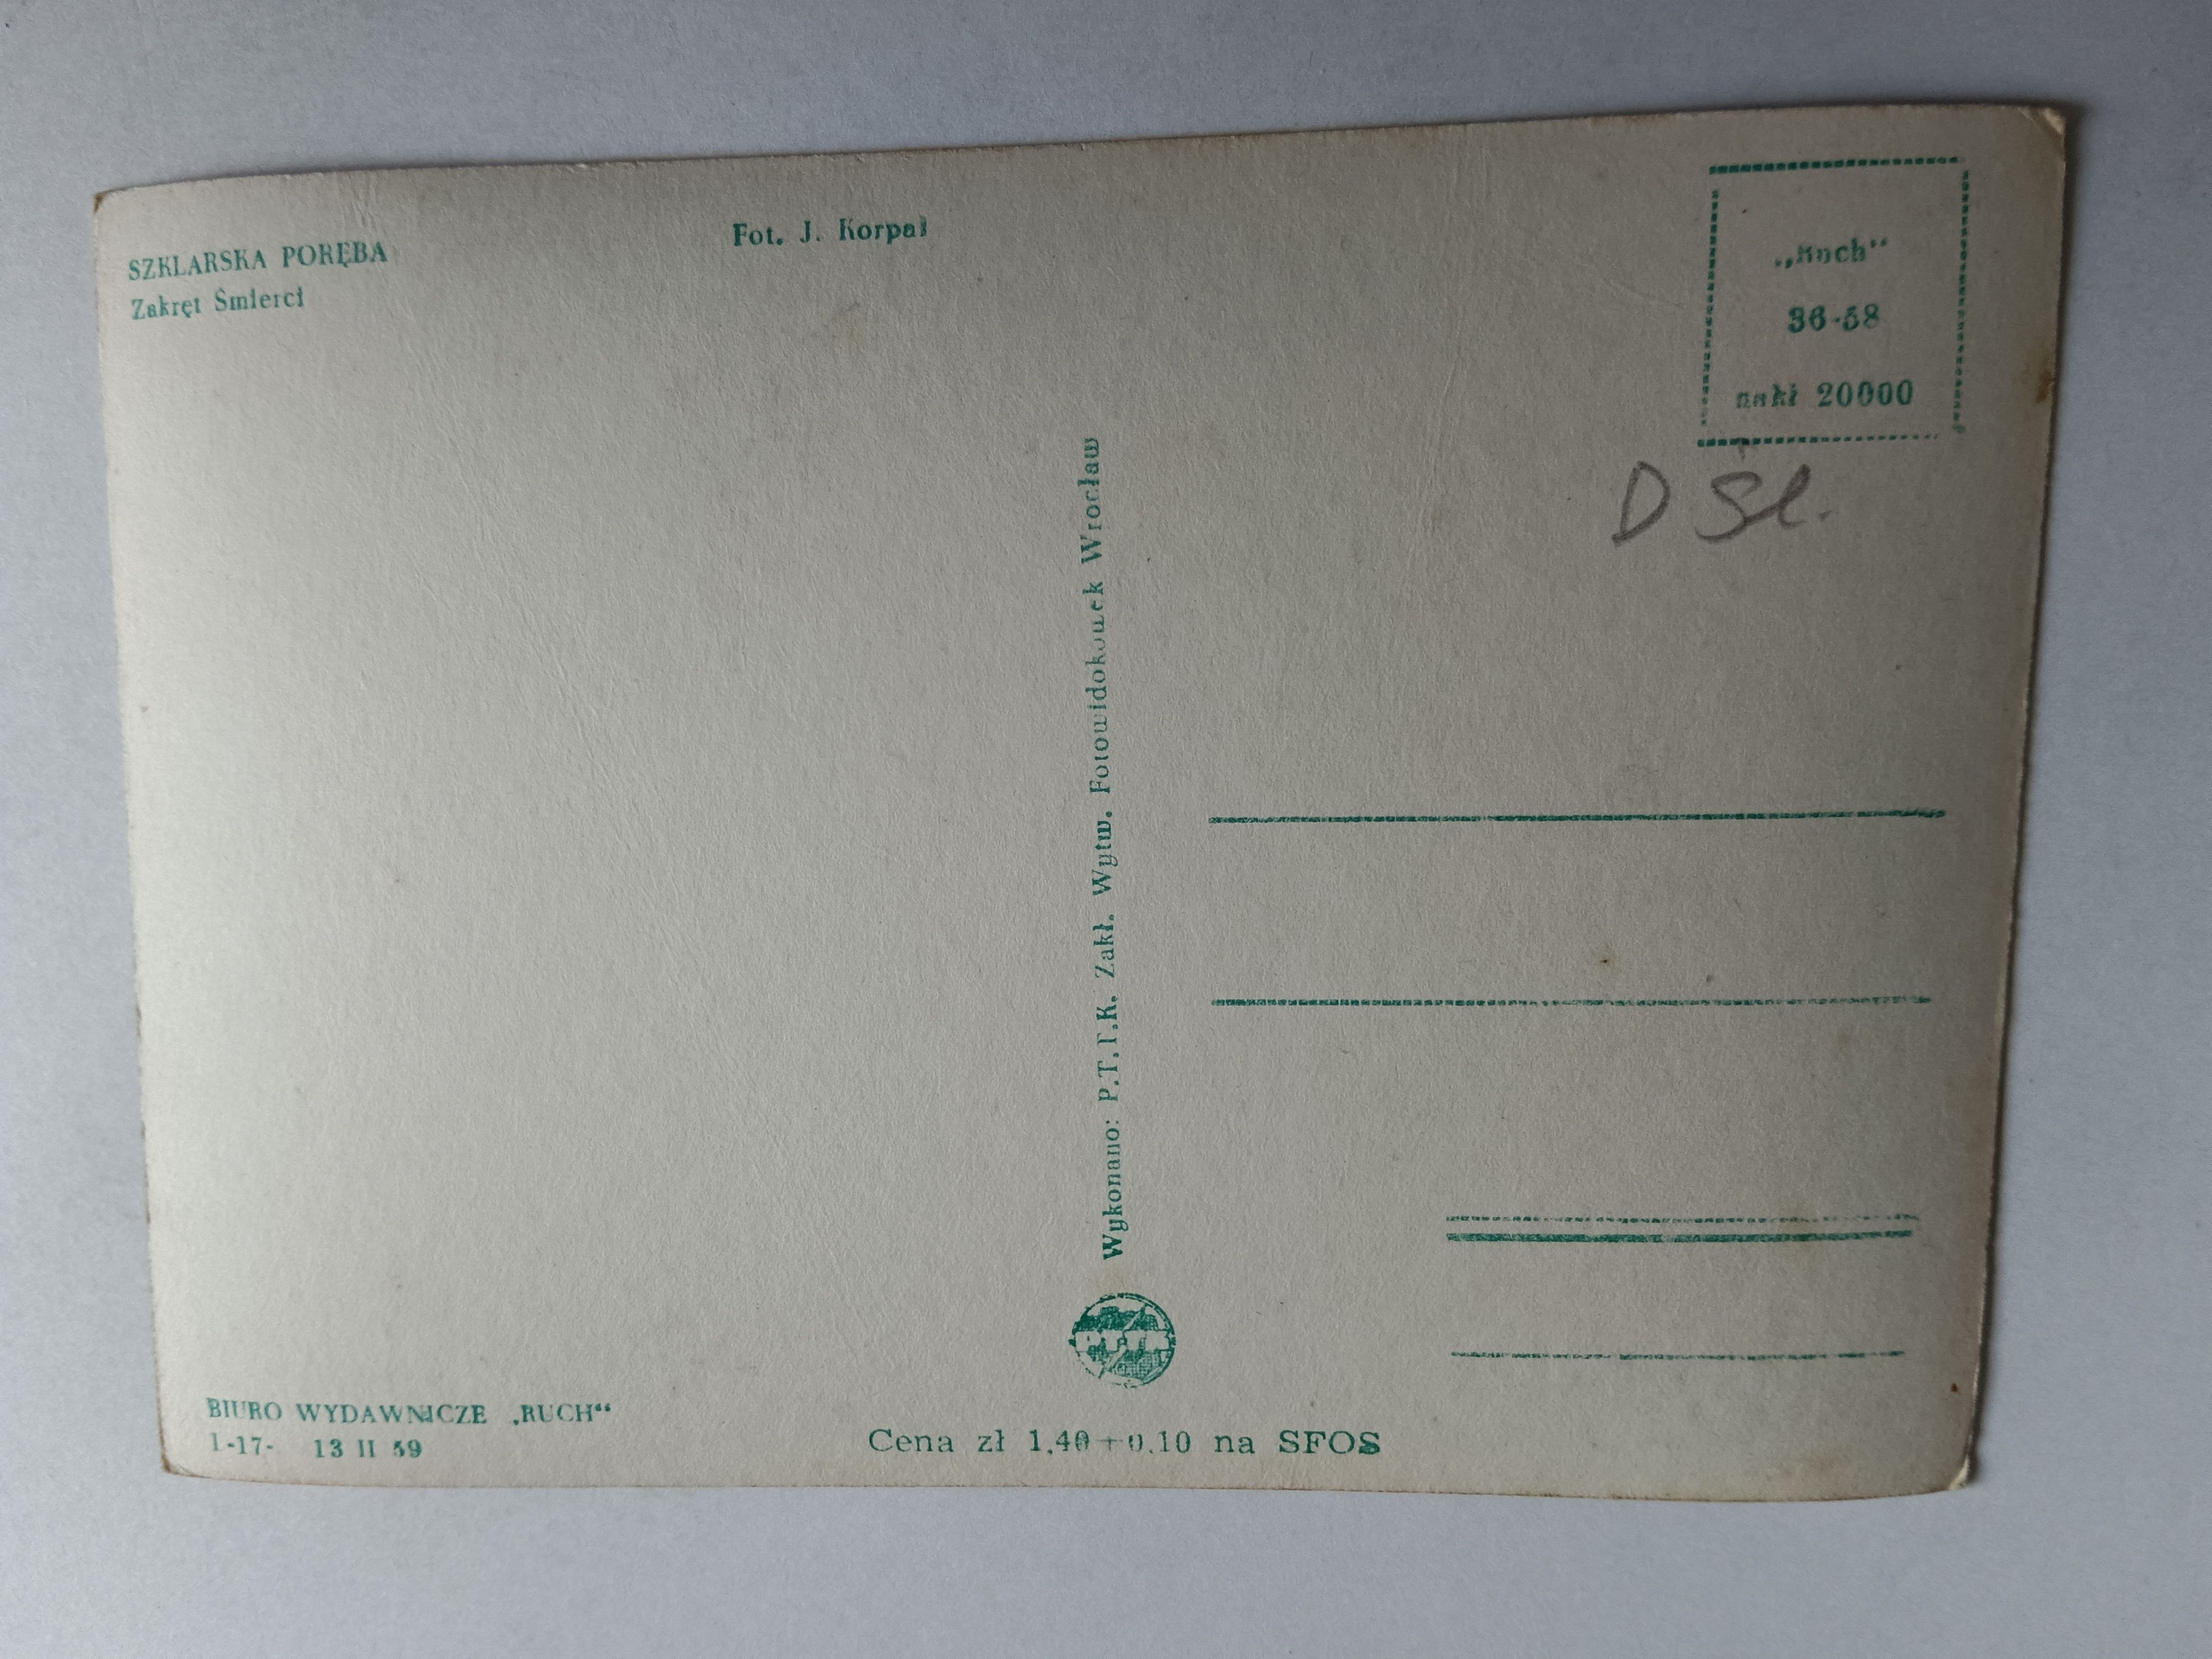 SZKLARSKA PORĘBA
Zakręt Śmierci
Fot. J. Korpal
„Ruch“
36-58
nakł 20000
D Śl.
Wykonano: P.T.T.K. Zakł. Wytw. Fotowidokówek Wrocław
PTTK
BIURO WYDAWNICZE „RUCH“
I-17- 13 II 59
Cena zł 1,40+0,10 na SFOS